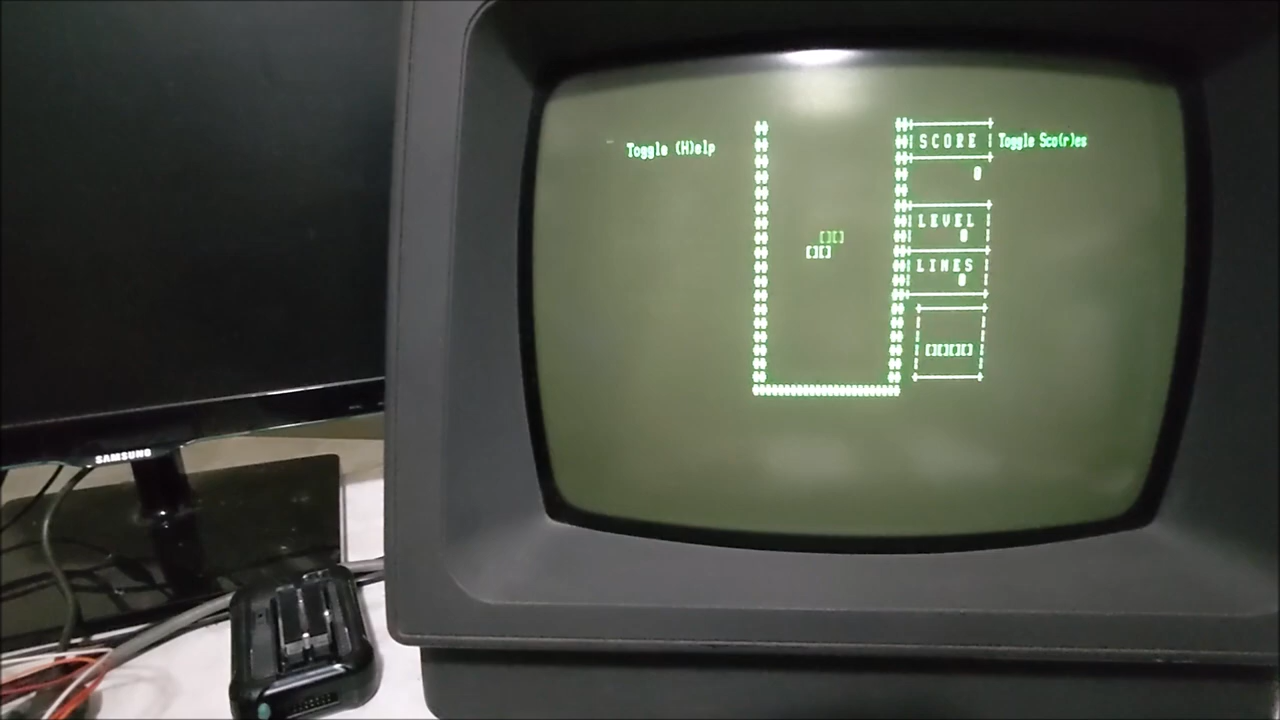 Toggle (H)elp
SCORE
Toggle Sco(r)es
0
LEVEL
0
LINES
0
[][]
[][]
[][][][]
SAMSUNG